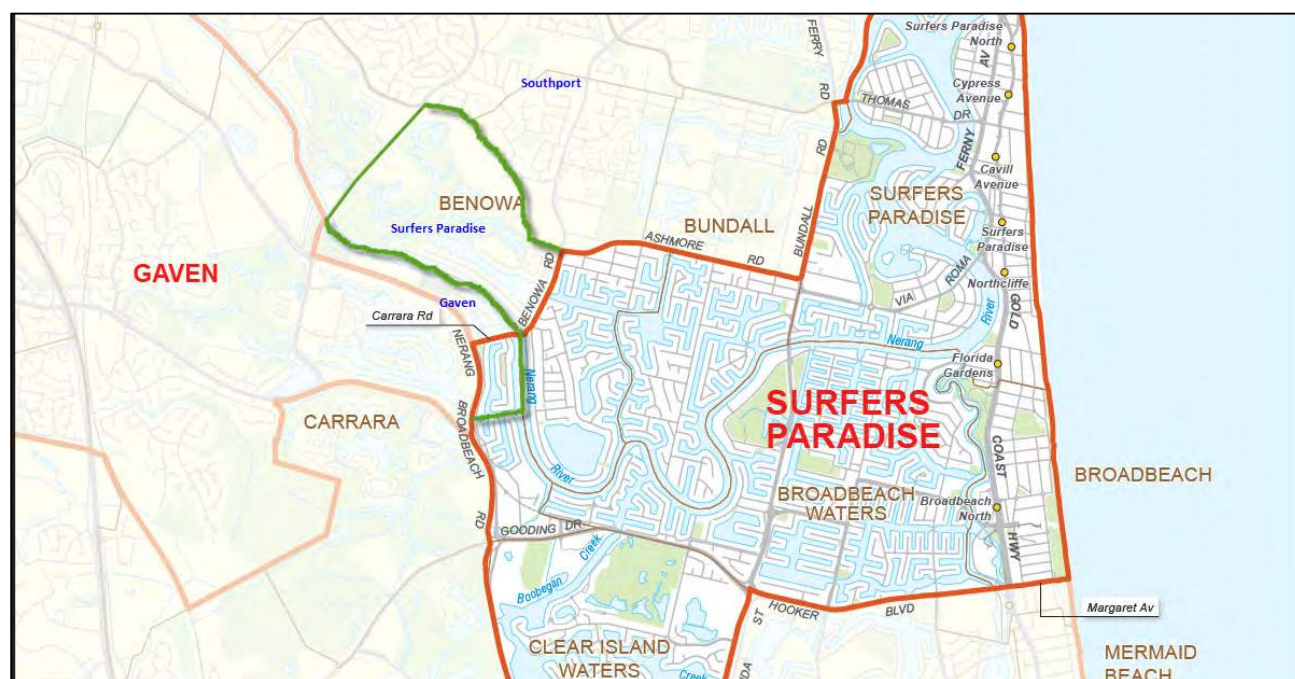 Surfers Paradise
North
FERRY
RD
AV
Southport
Cypress
Avenue
THOMAS
DR
FERNY
Cavill
Avenue
RD
BENOWA
SURFERS
PARADISE
BUNDALL
BUNDALL
Surfers Paradise
Surfers
Paradise
ASHMORE
RD
ROMA
GAVEN
RD
BENOWA
Northcliffe
VIA
Gaven
River
GOLD
Carrara Rd
NERANG
Nerang
Florida
Gardens
Nerang
SURFERS
PARADISE
CARRARA
BROADBEACH
RD
COAST
River
BROADBEACH
BROADBEACH
WATERS
Broadbeach
North
GOODING DR
HWY
Creek
Boobegan
ST
HOOKER
BLVD
Margaret Av
CLEAR ISLAND
WATERS
Creek
MERMAID
BEACH